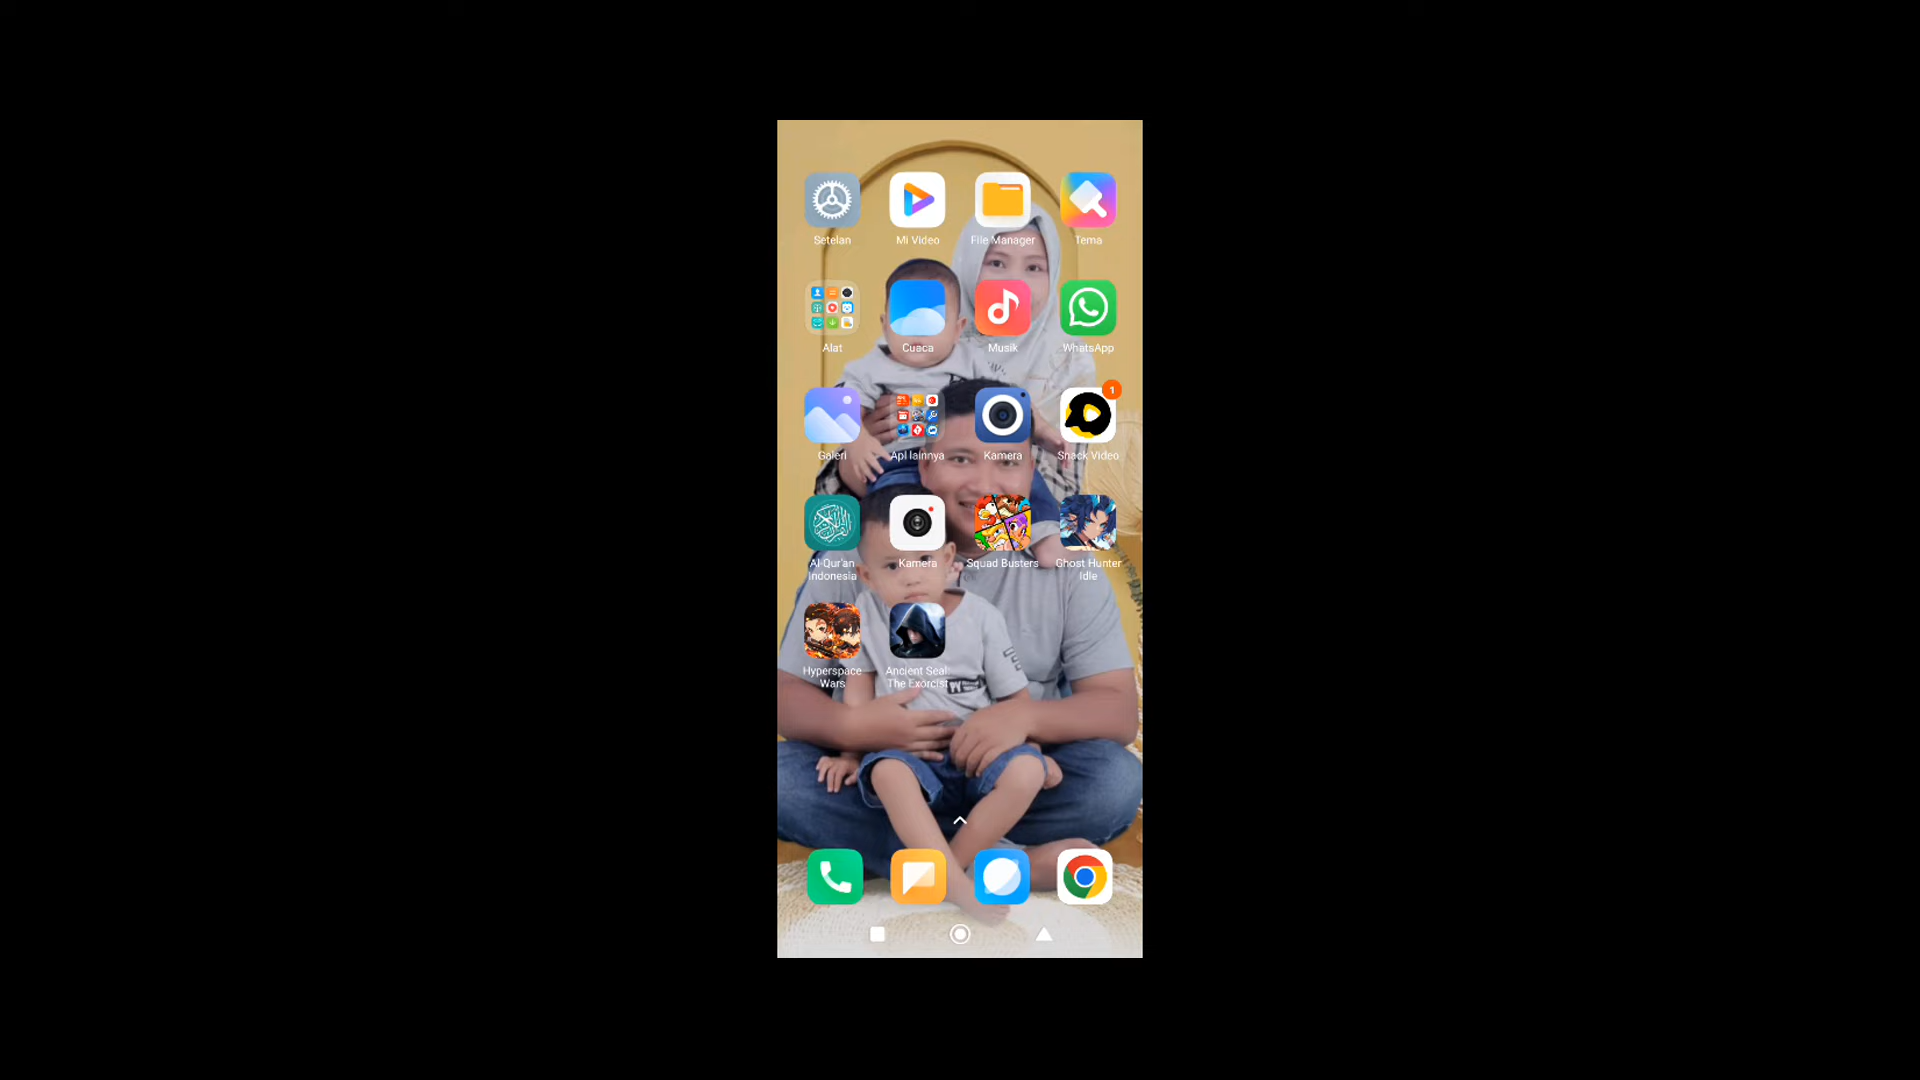 Setelan
Mi Video
File Manager
Tema
Alat
Cuaca
Musik
WhatsApp
1
Galeri
Apl lainnya
Kamera
Snack Video
Al-Qur'an
Indonesia
Kamera
Squad Busters
Ghost Hunter
Idle
Hyperspace
Wars
Ancient Seal:
The Exorcist